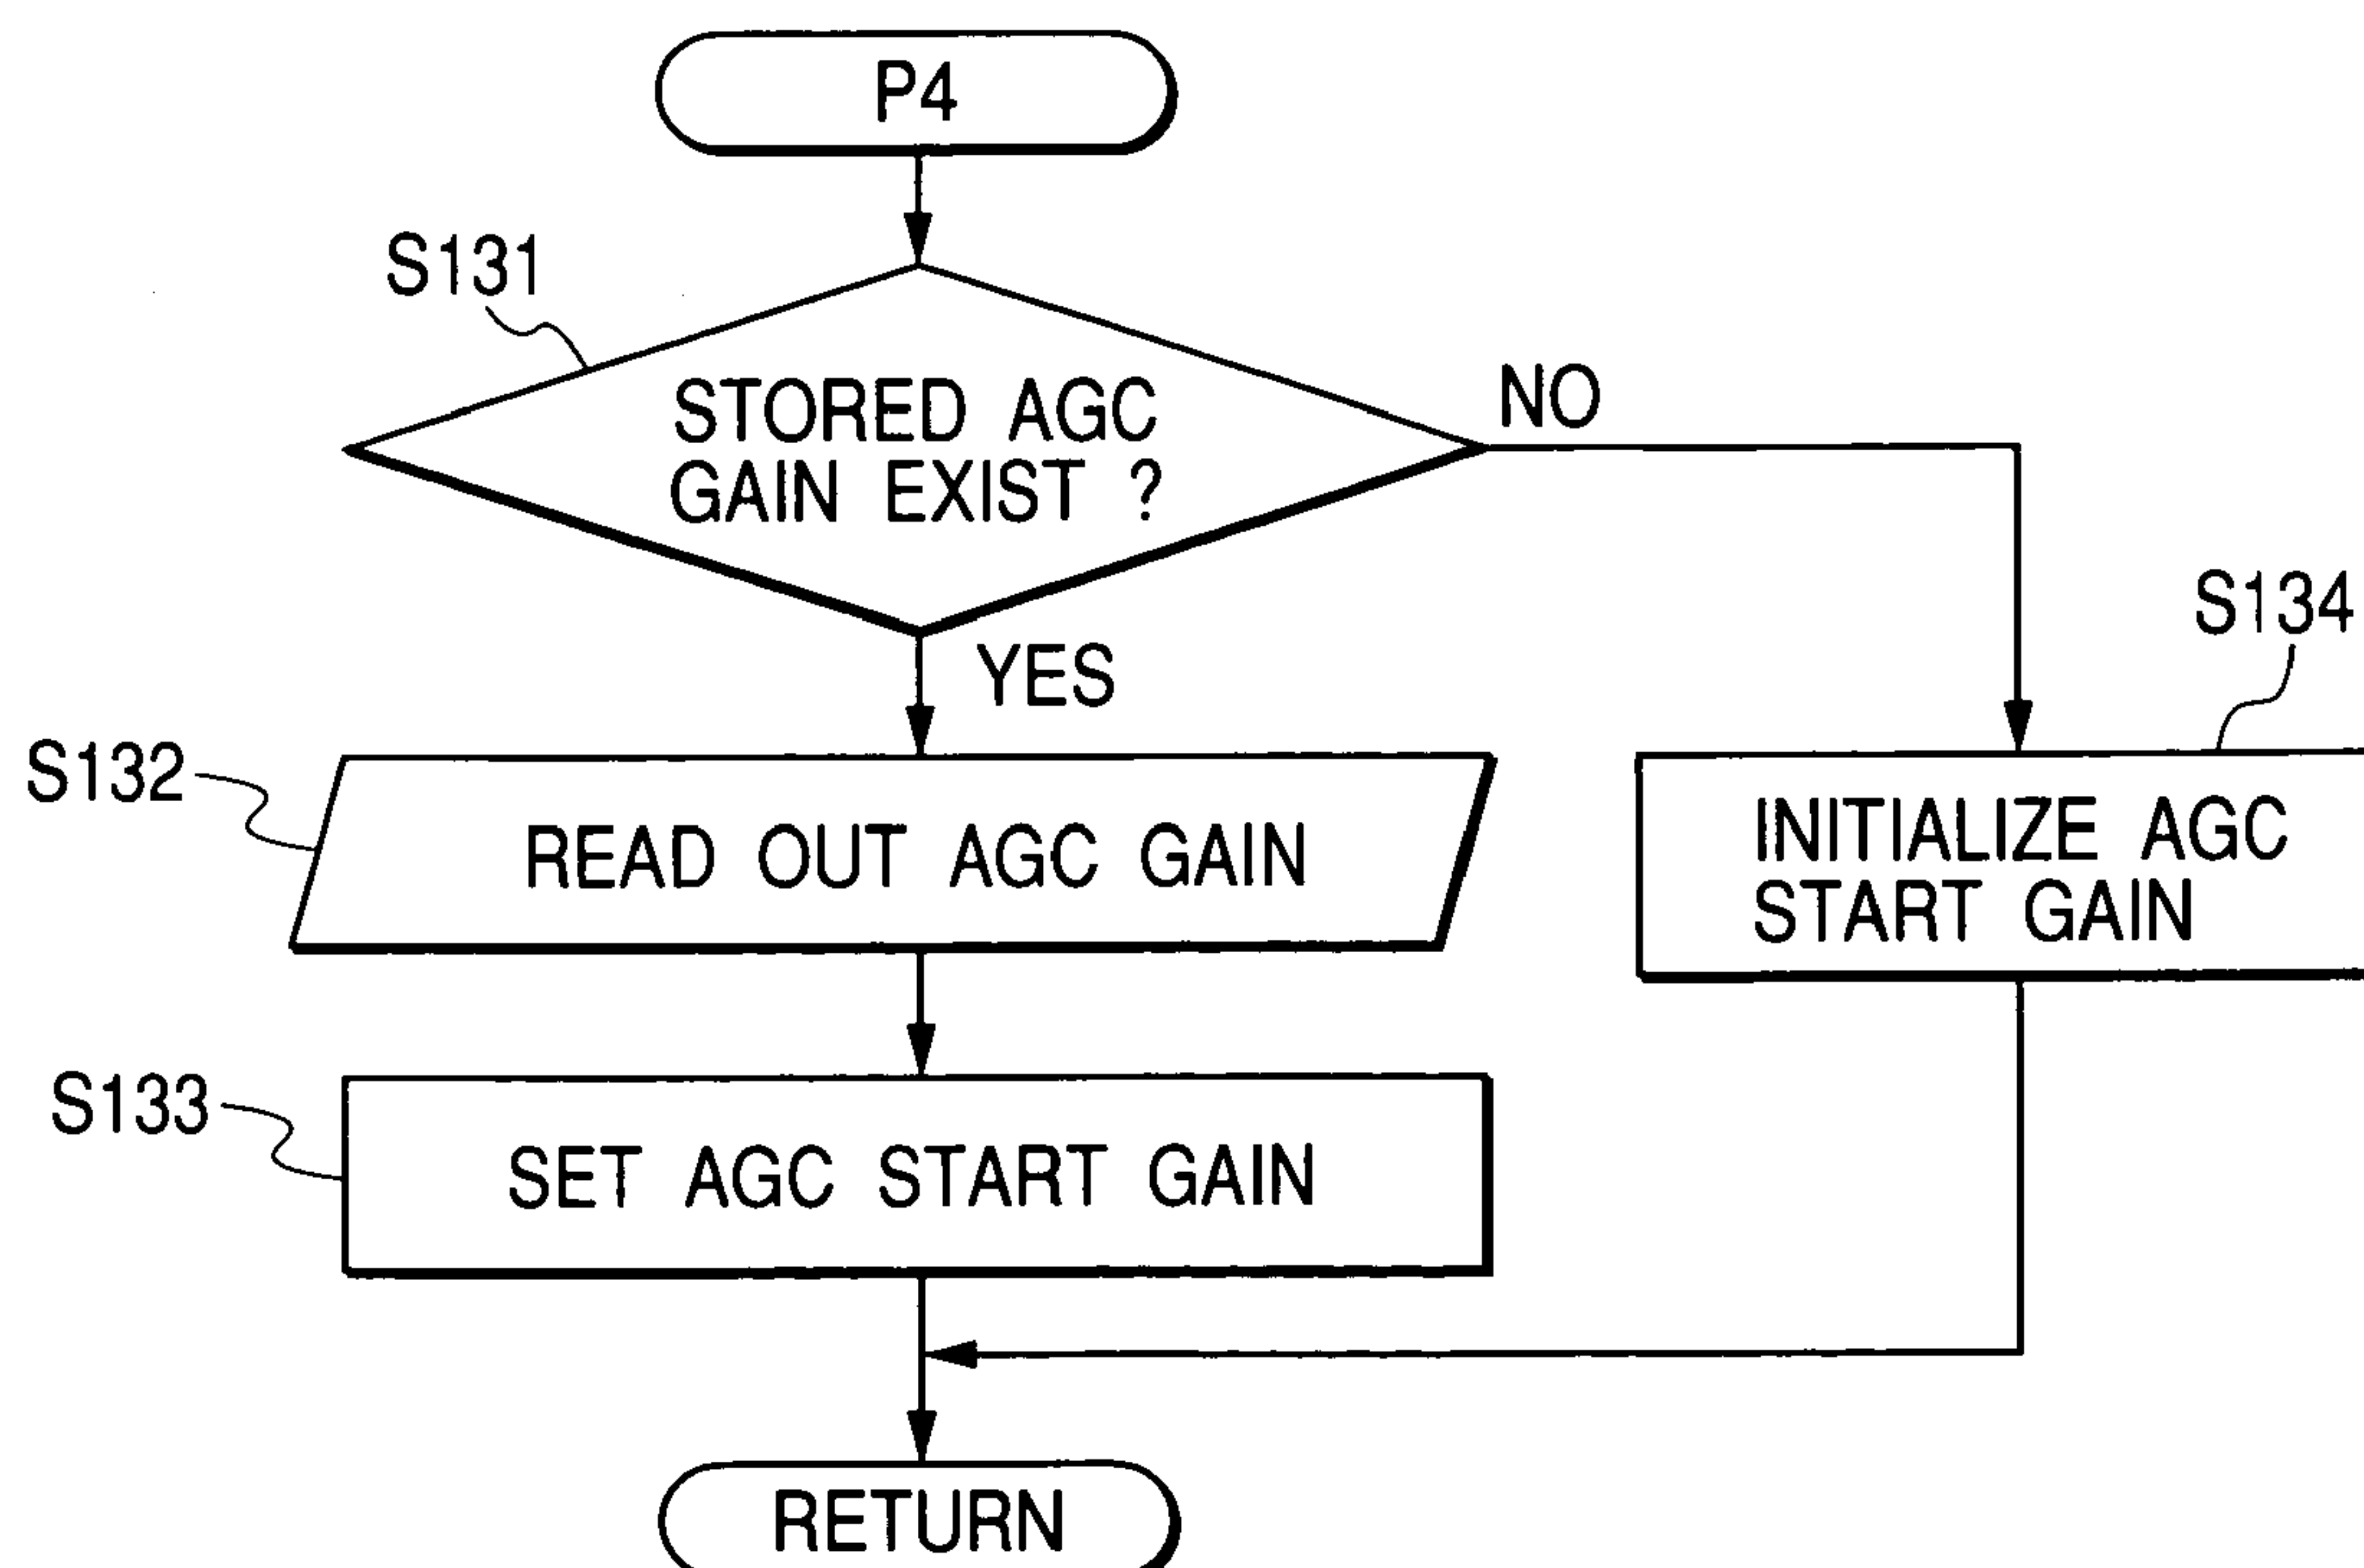 P4
S131
STORED AGC
GAIN EXIST ?
NO
YES
S134
S132
READ OUT AGC GAIN
INITIALIZE AGC
START GAIN
S133
SET AGC START GAIN
RETURN